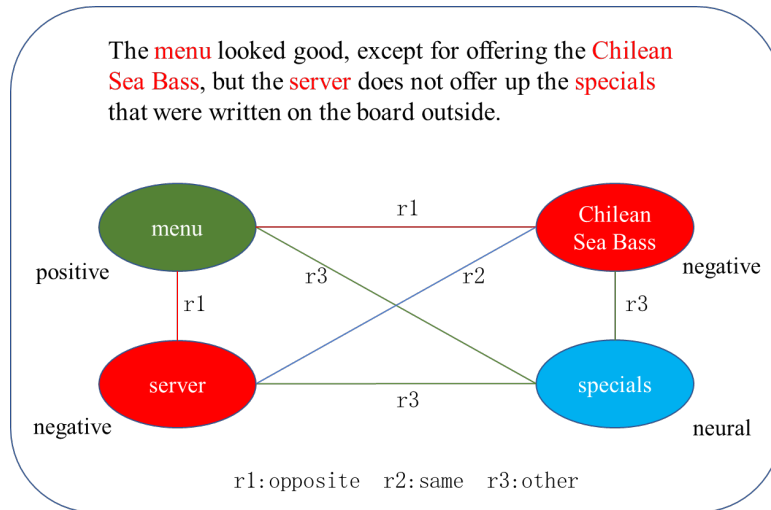 The menu looked good, except for offering the Chilean
Sea Bass, but the server does not offer up the specials
that were written on the board outside.
menu
r1
Chilean
Sea Bass
positive
r3
r2
negative
r1
r3
server
specials
r3
negative
neural
r1:opposite r2:same r3:other